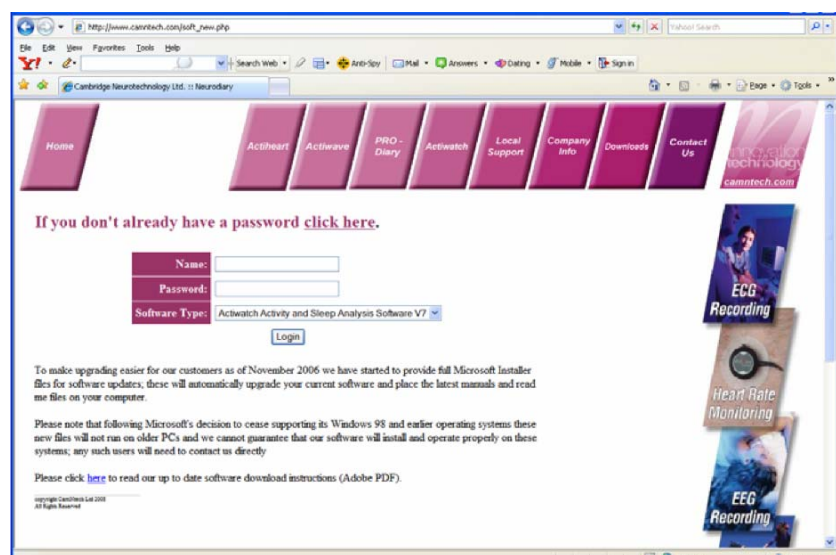 http://www.camntech.com/soft_new.php
Yahoo! Search
File Edit View Favorites Tools Help
Y! Search Web Anti-Spy Mail Answers Dating Mobile Sign in
Cambridge Neurotechnology Ltd. :: Neurodiary
Page Tools
Home
Actiheart
Actiwave
PRO -
Diary
Actiwatch
Local
Support
Company
Info
Downloads
Contact
Us
innovation
technology
camntech.com
If you don't already have a password click here.
Name:
Password:
Software Type: Actiwatch Activity and Sleep Analysis Software V7
Login
To make upgrading easier for our customers as of November 2006 we have started to provide full Microsoft Installer
files for software updates; these will automatically upgrade your current software and place the latest manuals and read
me files on your computer.
Please note that following Microsoft's decision to cease supporting its Windows 98 and earlier operating systems these
new files will not run on older PCs and we cannot guarantee that our software will install and operate properly on these
systems; any such users will need to contact us directly
Please click here to read our up to date software download instructions (Adobe PDF).
copyright CamNtech Ltd 2008
All Rights Reserved
ECG
Recording
Heart Rate
Monitoring
EEG
Recording